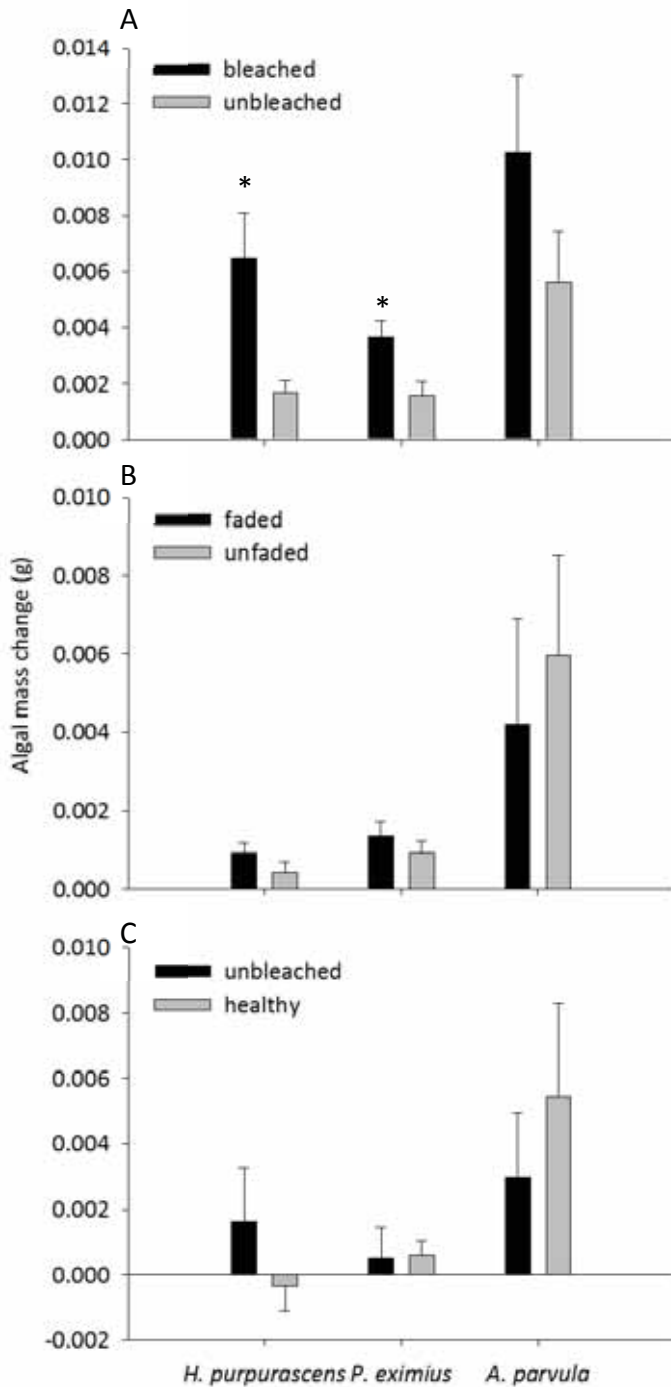 A
0.014
bleached
0.012
unbleached
0.010
*
0.008
0.006
*
0.004
0.002
0.000
B
0.010
faded
0.008
unfaded
0.006
0.004
0.002
0.000
Algal mass change (g)
C
0.010
unbleached
0.008
healthy
0.006
0.004
0.002
0.000
-0.002
H. purpurascens P. eximius A. parvula